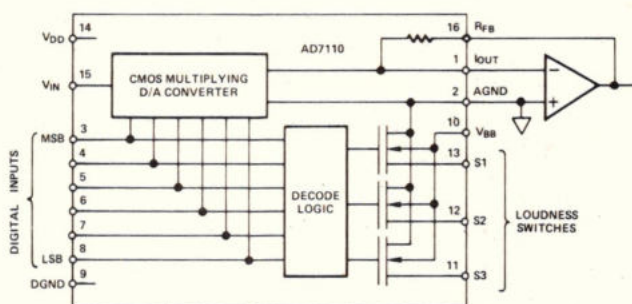 14
VDD
AD7110
16 RFB
1 IOUT
VIN 15
CMOS MULTIPLYING
D/A CONVERTER
2 AGND
−
+
DIGITAL INPUTS
MSB 3
4
5
6
7
LSB 8
DGND 9
DECODE
LOGIC
10 VBB
13 S1
12 S2
11 S3
LOUDNESS
SWITCHES